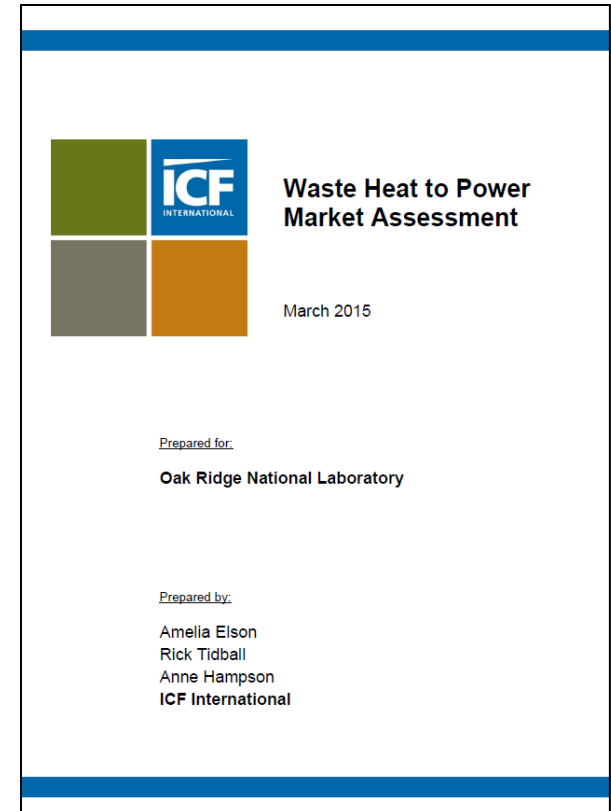 ICF
INTERNATIONAL
Waste Heat to Power
Market Assessment
March 2015
Prepared for:
Oak Ridge National Laboratory
Prepared by:
Amelia Elson
Rick Tidball
Anne Hampson
ICF International